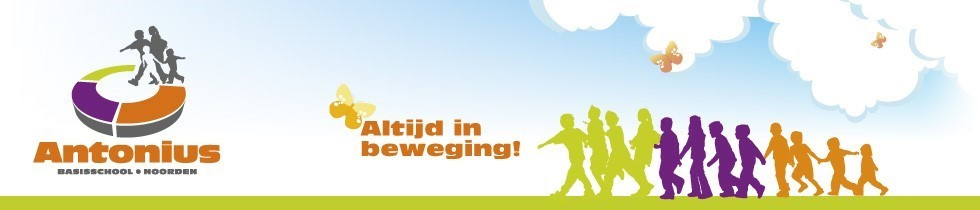 Antonius
BASISSCHOOL • NOORDEN
Altijd in
beweging!